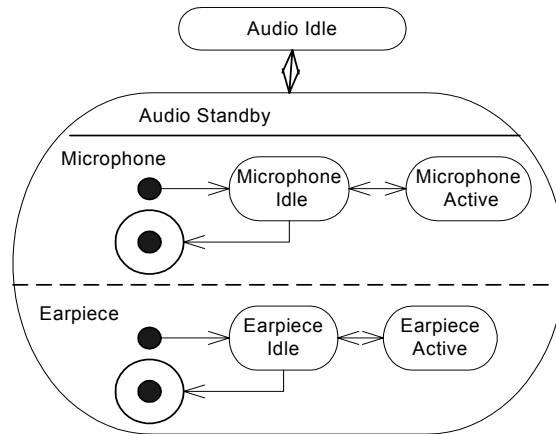 Audio Idle
Audio Standby
Microphone
Microphone
Idle
Microphone
Active
Earpiece
Earpiece
Idle
Earpiece
Active